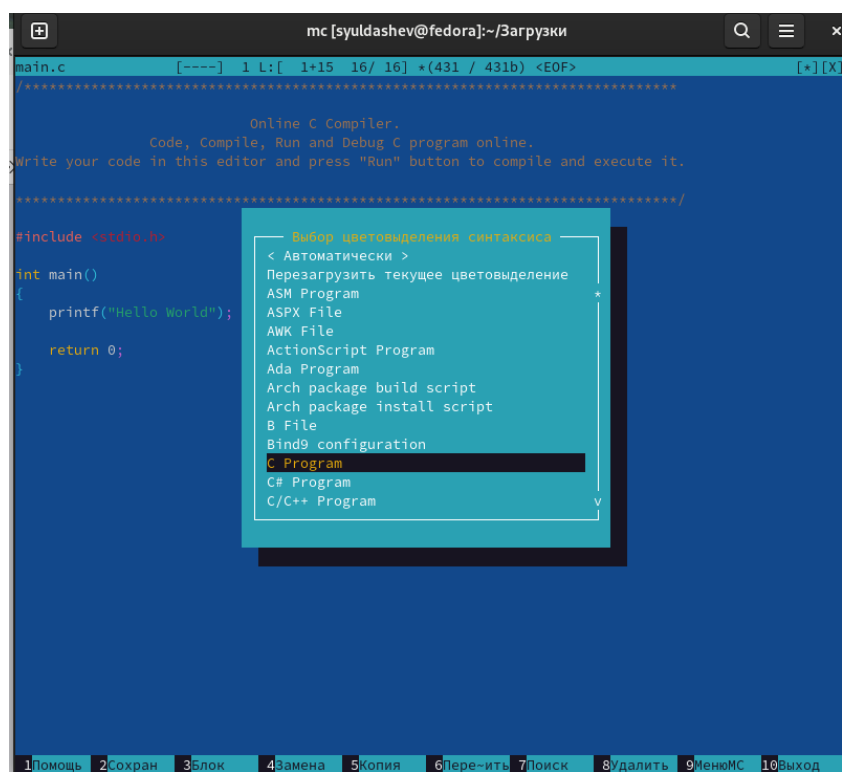 mc [syuldashev@fedora]:~/Загрузки
main.c [----] 1 L:[ 1+15 16/ 16] *(431 / 431b) <EOF> [*][X]
/******************************************************************************
Online C Compiler.
Code, Compile, Run and Debug C program online.
Write your code in this editor and press "Run" button to compile and execute it.
*******************************************************************************/
#include <stdio.h>
int main()
{
printf("Hello World");
return 0;
}
Выбор цветовыделения синтаксиса
< Автоматически >
Перезагрузить текущее цветовыделение
ASM Program
ASPX File
AWK File
ActionScript Program
Ada Program
Arch package build script
Arch package install script
B File
Bind9 configuration
C Program
C# Program
C/C++ Program
1Помощь 2Сохран 3Блок 4Замена 5Копия 6Пере~ить 7Поиск 8Удалить 9МенюMC 10Выход